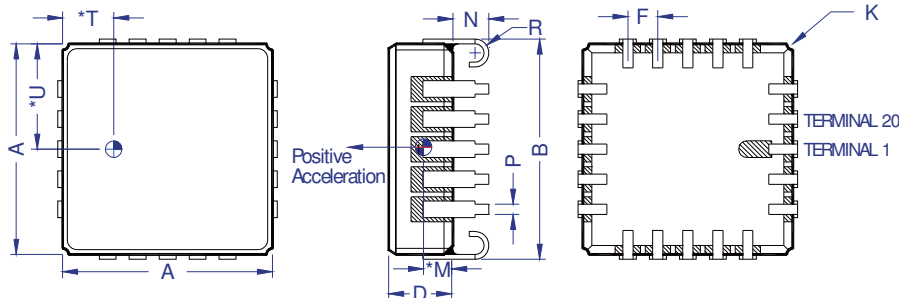 *T
*U
A
A
N
R
Positive
Acceleration
P
B
*M
D
F
K
TERMINAL 20
TERMINAL 1